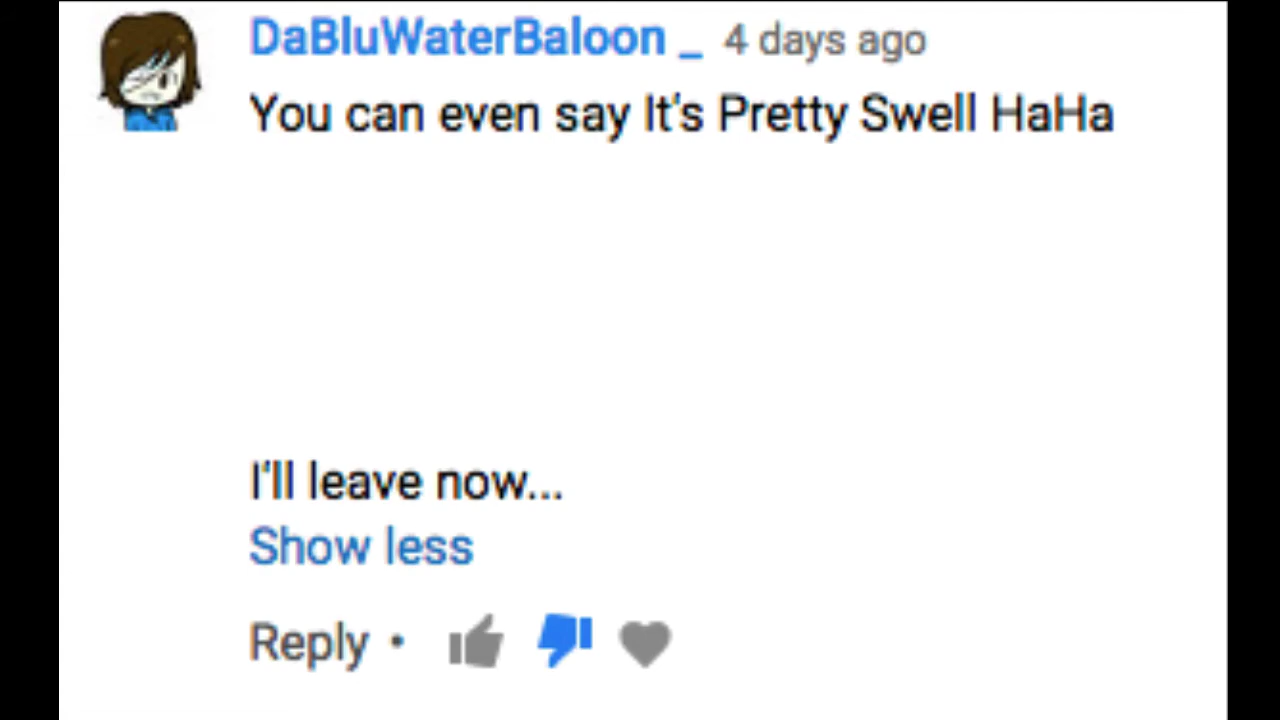 DaBluWaterBaloon _ 4 days ago
You can even say It's Pretty Swell HaHa
I'll leave now...
Show less
Reply •